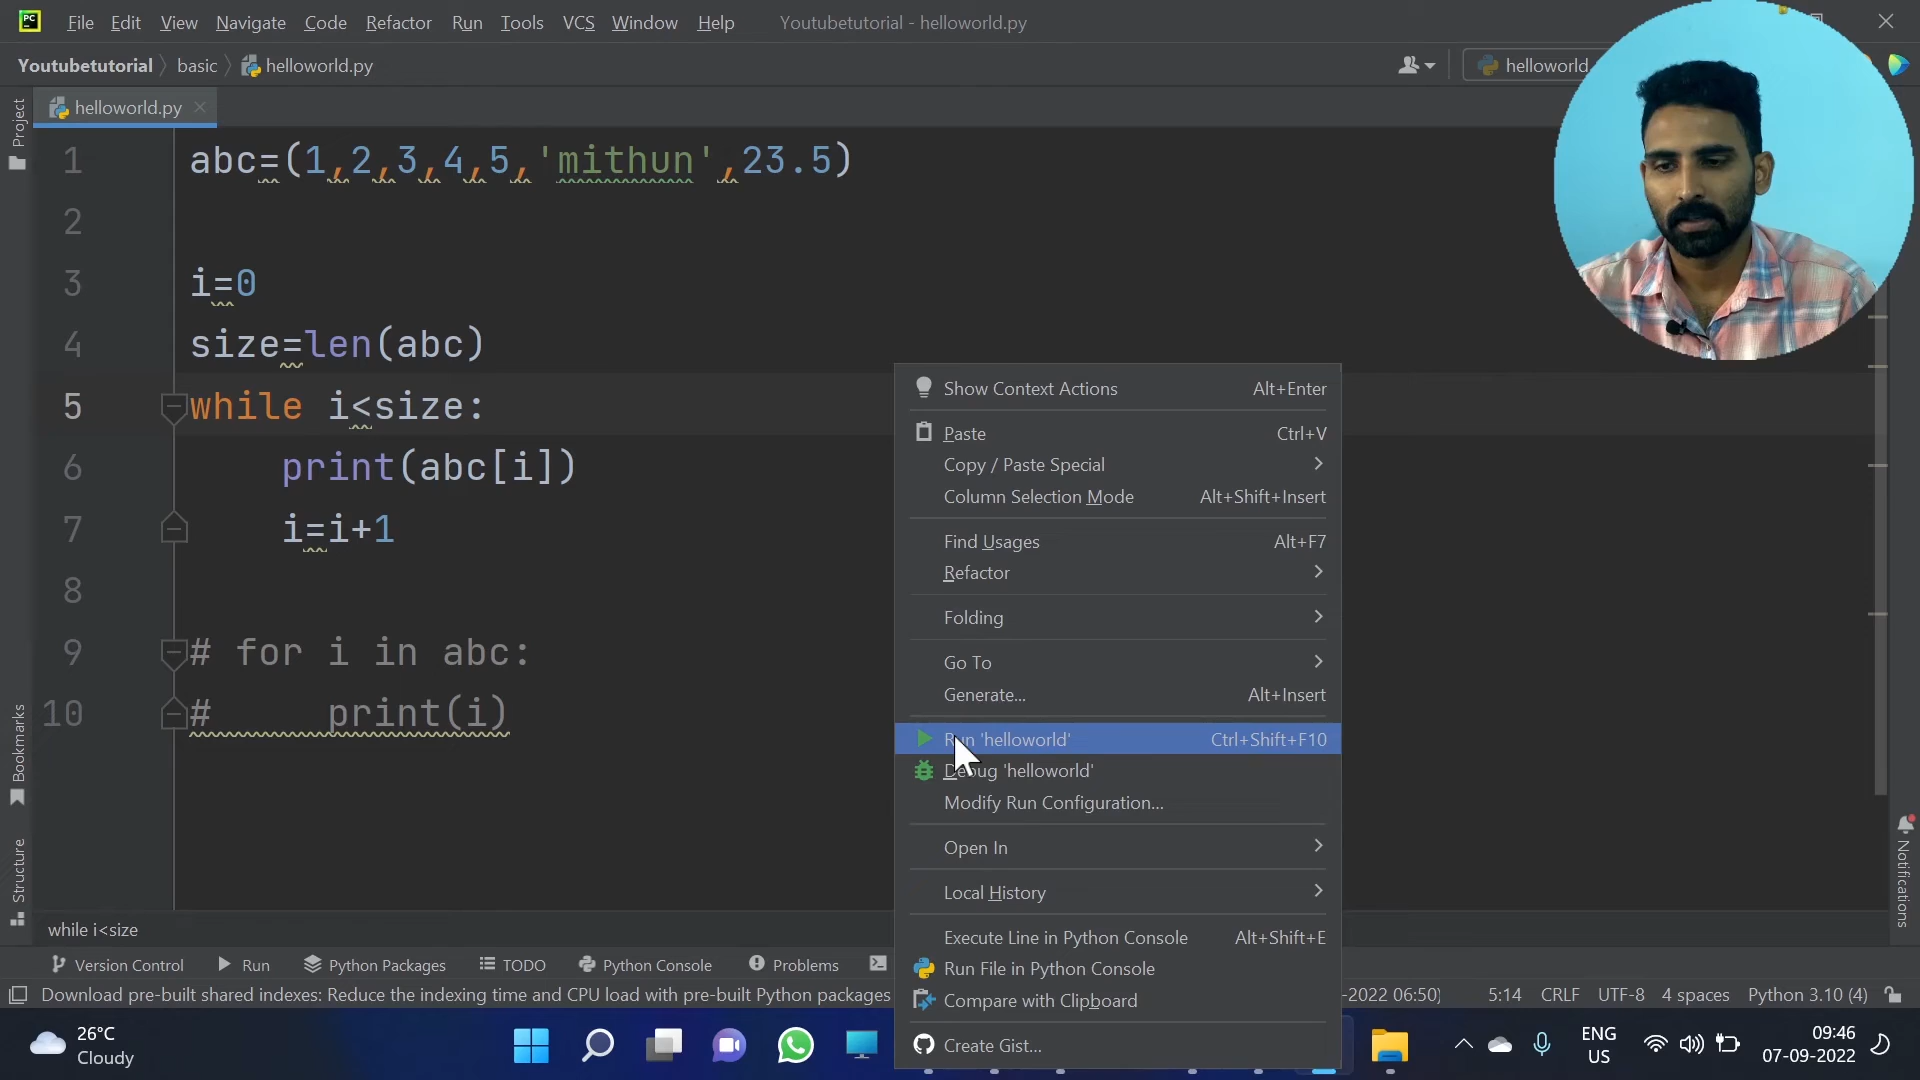 PC File Edit View Navigate Code Refactor Run Tools VCS Window Help Youtubetutorial - helloworld.py
Youtubetutorial basic helloworld.py helloworld
helloworld.py
Project
1 abc=(1,2,3,4,5,'mithun',23.5)
2
3 i=0
4 size=len(abc)
5 while i<size:
6 print(abc[i])
7 i=i+1
8
9 # for i in abc:
10 # print(i)
Show Context Actions Alt+Enter
Paste Ctrl+V
Copy / Paste Special
Column Selection Mode Alt+Shift+Insert
Find Usages Alt+F7
Refactor
Folding
Go To
Generate... Alt+Insert
Run 'helloworld' Ctrl+Shift+F10
Debug 'helloworld'
Modify Run Configuration...
Open In
Local History
Execute Line in Python Console Alt+Shift+E
Run File in Python Console
Compare with Clipboard
Create Gist...
Bookmarks
Structure
Notifications
while i<size
Version Control Run Python Packages TODO Python Console Problems
Download pre-built shared indexes: Reduce the indexing time and CPU load with pre-built Python packages -2022 06:50) 5:14 CRLF UTF-8 4 spaces Python 3.10 (4)
26°C
Cloudy
ENG
US
09:46
07-09-2022